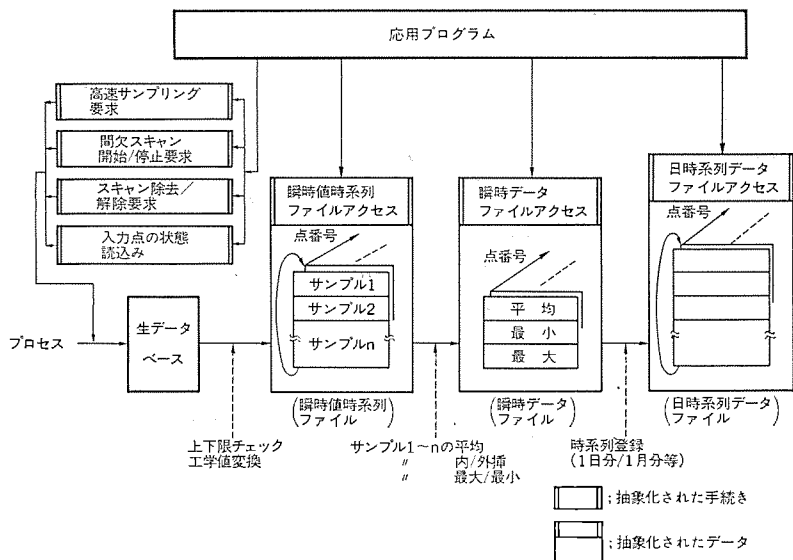 応用プログラム
高速サンプリング
要求
間欠スキャン
開始/停止要求
スキャン除去/
解除要求
入力点の状態
読込み
瞬時値時系列
ファイルアクセス
点番号
サンプル1
サンプル2
サンプルn
瞬時データ
ファイルアクセス
点番号
平 均
最 小
最 大
日時系列データ
ファイルアクセス
点番号
プロセス
生データ
ベース
(瞬時値時系列
ファイル)
(瞬時データ
ファイル)
(日時系列データ
ファイル)
上下限チェック
工学値変換
サンプル1~nの平均
〃 内/外挿
〃 最大/最小
時系列登録
(1日分/1月分等)
;抽象化された手続き
;抽象化されたデータ